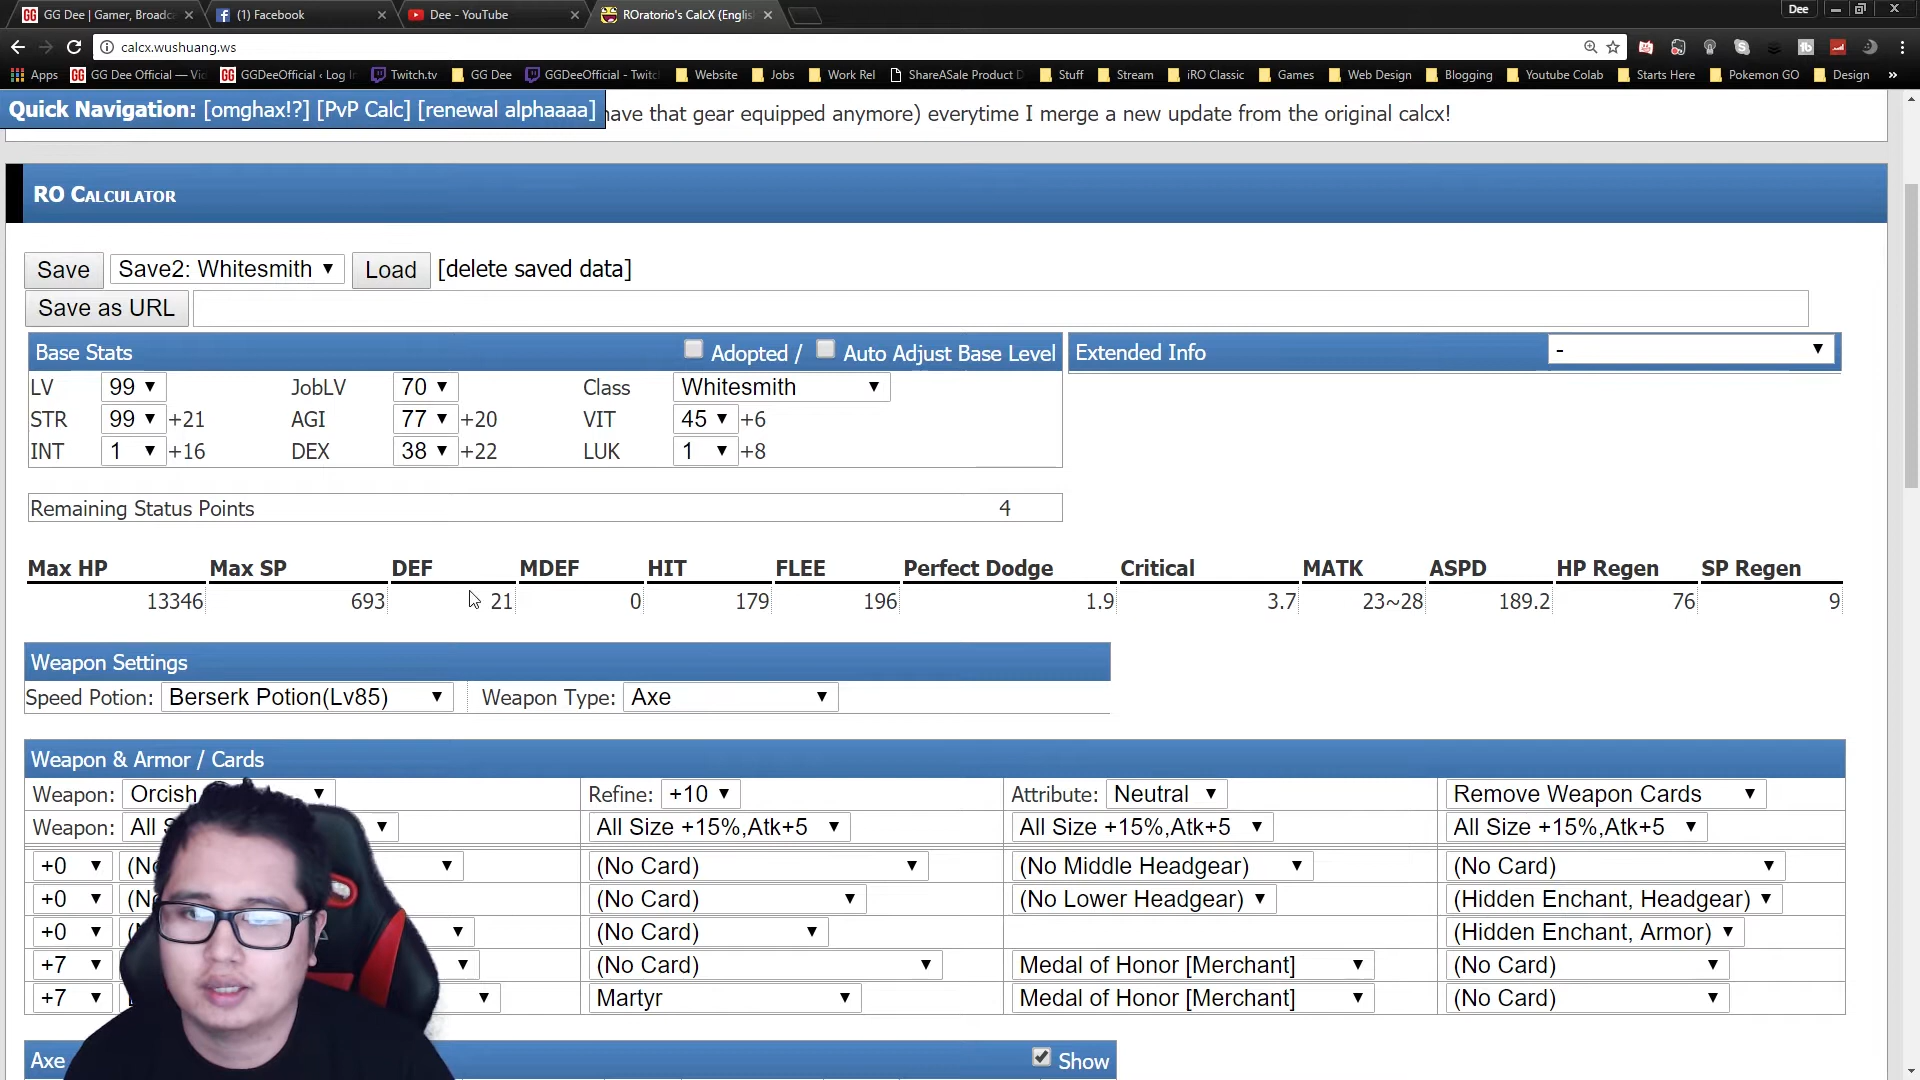 GG Dee | Gamer, Broadc
(1) Facebook
Dee - YouTube
ROratorio's CalcX (Englis
Dee
calcx.wushuang.ws
Apps
GG Dee Official — Vi
GGDeeOfficial ‹ Log I
Twitch.tv
GG Dee
GGDeeOfficial - Twitc
Website
Jobs
Work Rel
ShareASale Product D
Stuff
Stream
iRO Classic
Games
Web Design
Blogging
Youtube Colab
Starts Here
Pokemon GO
Design
»
Quick Navigation: [omghax!?] [PvP Calc] [renewal alphaaaa]
have that gear equipped anymore) everytime I merge a new update from the original calcx!
RO Calculator
Save Save2: Whitesmith Load [delete saved data]
Save as URL
Base Stats Adopted / Auto Adjust Base Level Extended Info -
LV 99 JobLV 70 Class Whitesmith
STR 99 +21 AGI 77 +20 VIT 45 +6
INT 1 +16 DEX 38 +22 LUK 1 +8
Remaining Status Points 4
Max HP Max SP DEF MDEF HIT FLEE Perfect Dodge Critical MATK ASPD HP Regen SP Regen
13346 693 21 0 179 196 1.9 3.7 23~28 189.2 76 9
Weapon Settings
Speed Potion: Berserk Potion(Lv85) Weapon Type: Axe
Weapon & Armor / Cards
Weapon: Orcish Refine: +10 Attribute: Neutral Remove Weapon Cards
Weapon: All All Size +15%,Atk+5 All Size +15%,Atk+5 All Size +15%,Atk+5
+0 (No Card) (No Middle Headgear) (No Card)
+0 (No Card) (No Lower Headgear) (Hidden Enchant, Headgear)
+0 (No Card) (Hidden Enchant, Armor)
+7 (No Card) Medal of Honor [Merchant] (No Card)
+7 Martyr Medal of Honor [Merchant] (No Card)
Axe Show